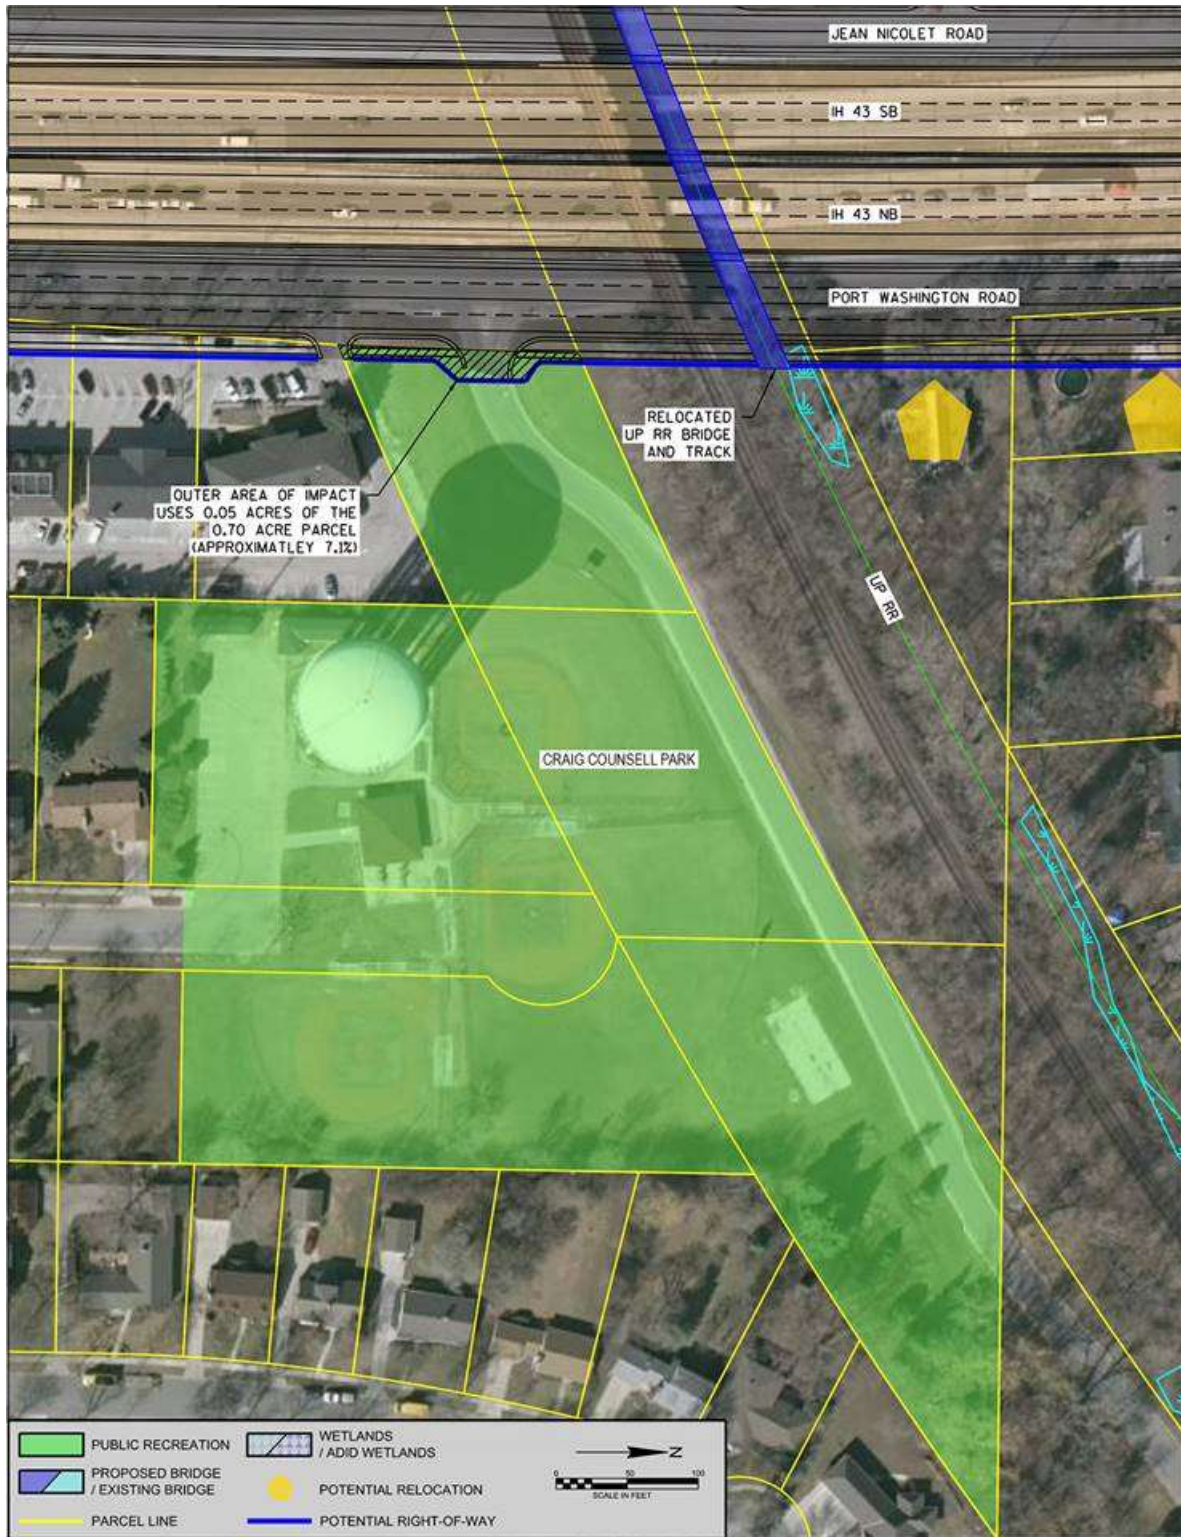 JEAN NICOLET ROAD
IH 43 SB
IH 43 NB
PORT WASHINGTON ROAD
RELOCATED
UP RR BRIDGE
AND TRACK
OUTER AREA OF IMPACT
USES 0.05 ACRES OF THE
0.70 ACRE PARCEL
(APPROXIMATLEY 7.1%)
UP RR
CRAIG COUNSELL PARK
PUBLIC RECREATION
WETLANDS
/ ADID WETLANDS
N
PROPOSED BRIDGE
/ EXISTING BRIDGE
POTENTIAL RELOCATION
0 50 100
SCALE IN FEET
PARCEL LINE
POTENTIAL RIGHT-OF-WAY